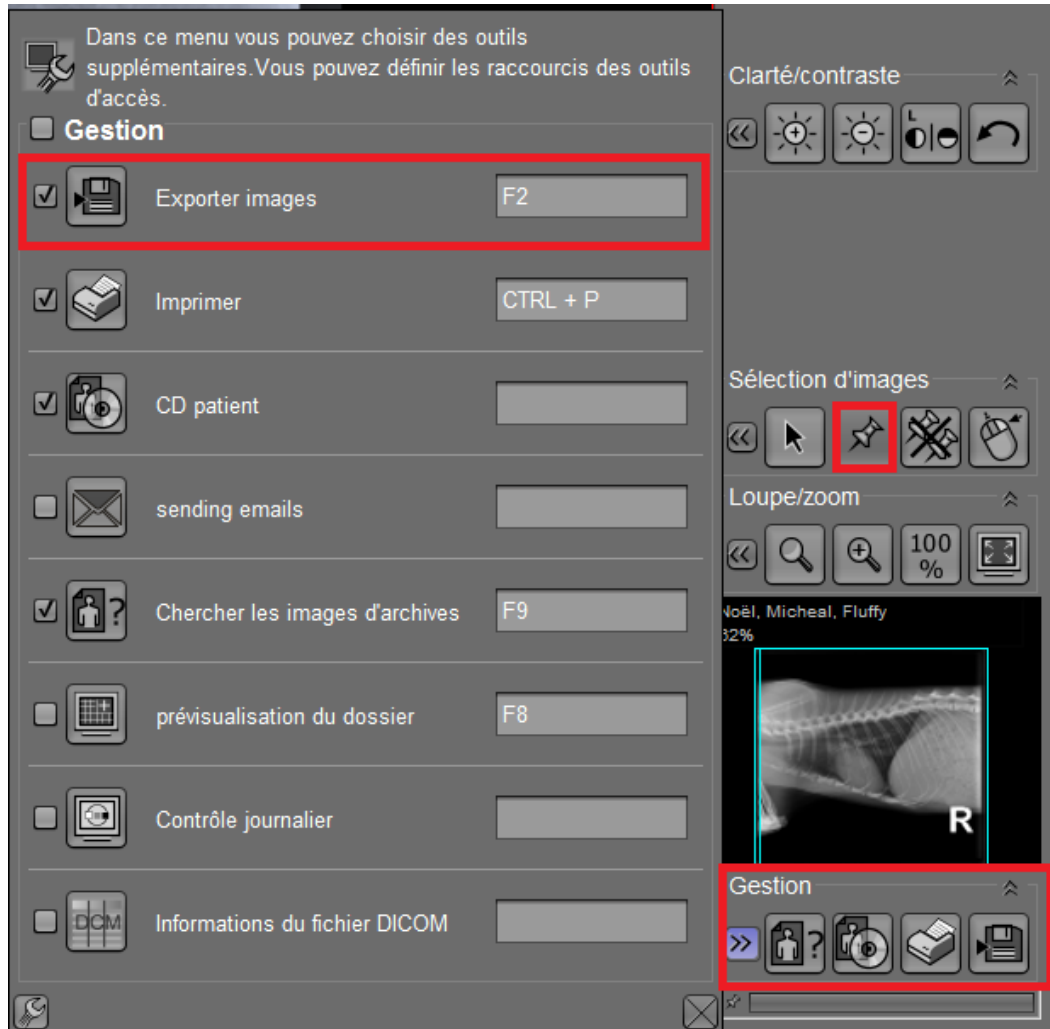 Dans ce menu vous pouvez choisir des outils
supplémentaires.Vous pouvez définir les raccourcis des outils
d'accès.
Gestion
Exporter images F2
Imprimer CTRL + P
CD patient
sending emails
Chercher les images d'archives F9
prévisualisation du dossier F8
Contrôle journalier
DCM Informations du fichier DICOM
Clarté/contraste
L
Sélection d'images
Loupe/zoom
100
%
Noël, Micheal, Fluffy
32%
R
Gestion